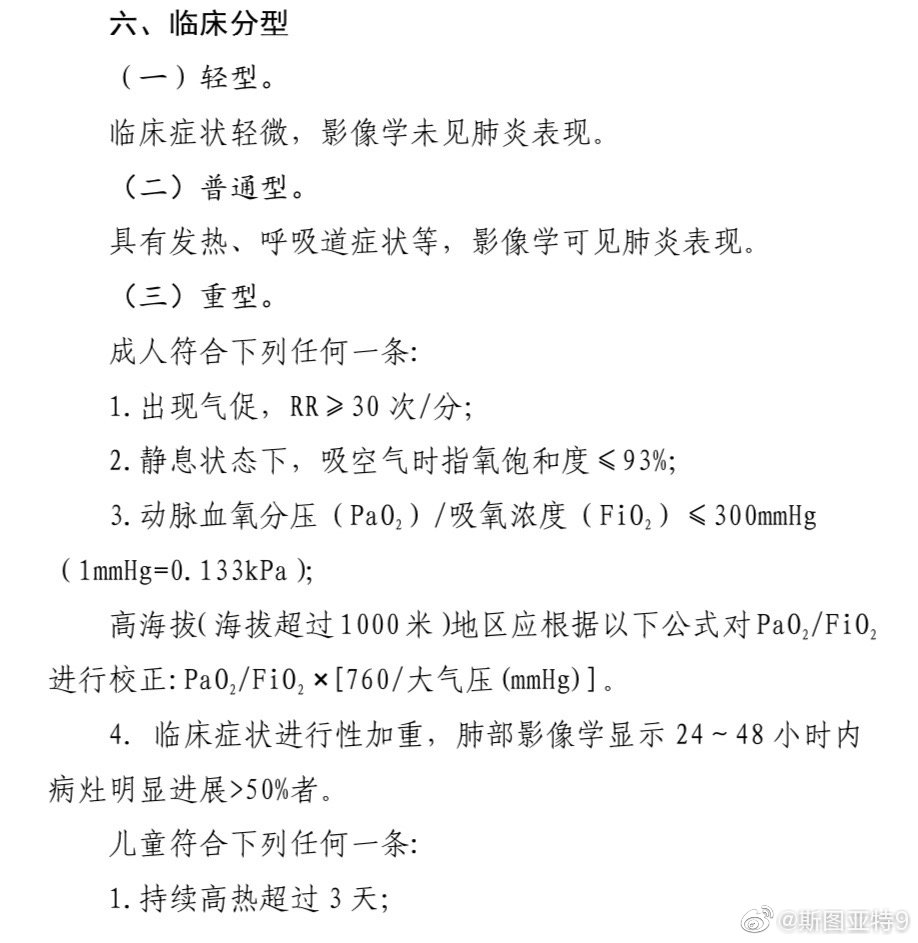 六、临床分型
（一）轻型。
临床症状轻微，影像学未见肺炎表现。
（二）普通型。
具有发热、呼吸道症状等，影像学可见肺炎表现。
（三）重型。
成人符合下列任何一条:
1.出现气促，RR≥30 次/分;
2.静息状态下，吸空气时指氧饱和度≤93%;
3.动脉血氧分压（PaO₂）/吸氧浓度（FiO₂）≤300mmHg
（1mmHg=0.133kPa）;
高海拔(海拔超过1000米)地区应根据以下公式对PaO₂/FiO₂
进行校正:PaO₂/FiO₂×[760/大气压(mmHg)]。
4. 临床症状进行性加重，肺部影像学显示 24～48 小时内
病灶明显进展>50%者。
儿童符合下列任何一条:
1.持续高热超过 3 天;
@斯图亚特9